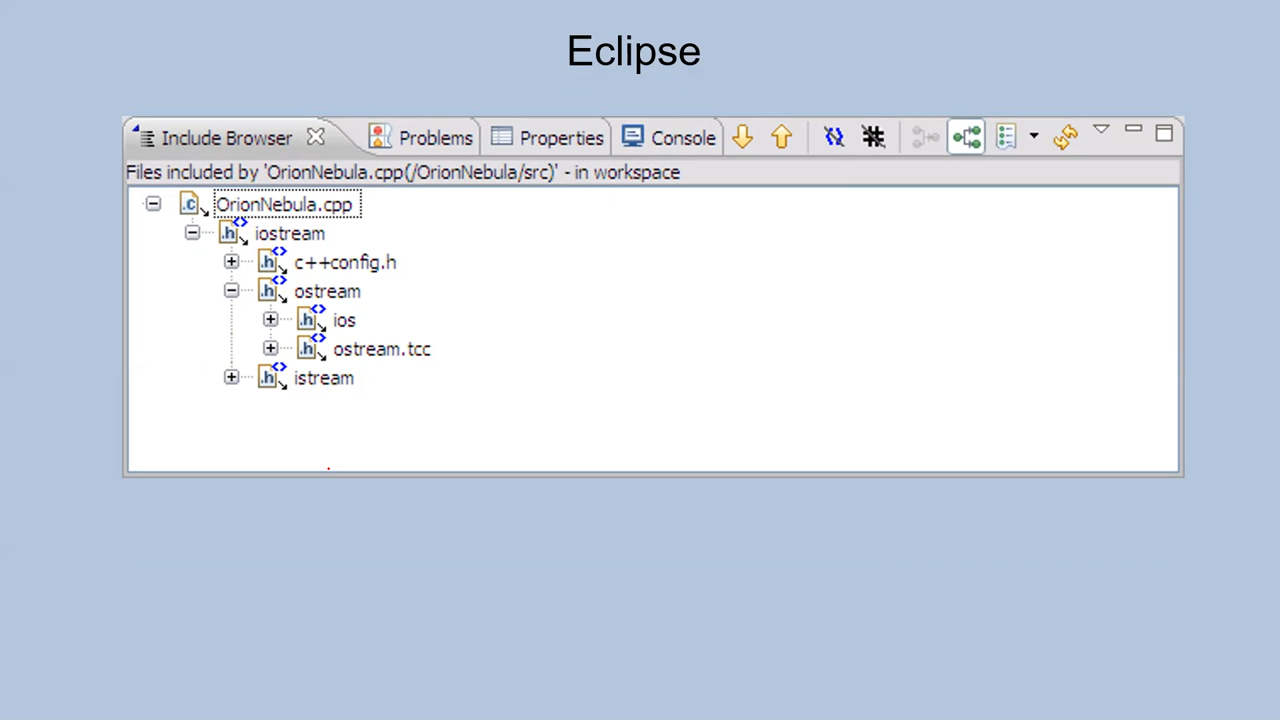 Eclipse
Include Browser Problems Properties Console
Files included by 'OrionNebula.cpp(/OrionNebula/src)' - in workspace
.c OrionNebula.cpp
.h iostream
.h c++config.h
.h ostream
.h ios
.h ostream.tcc
.h istream